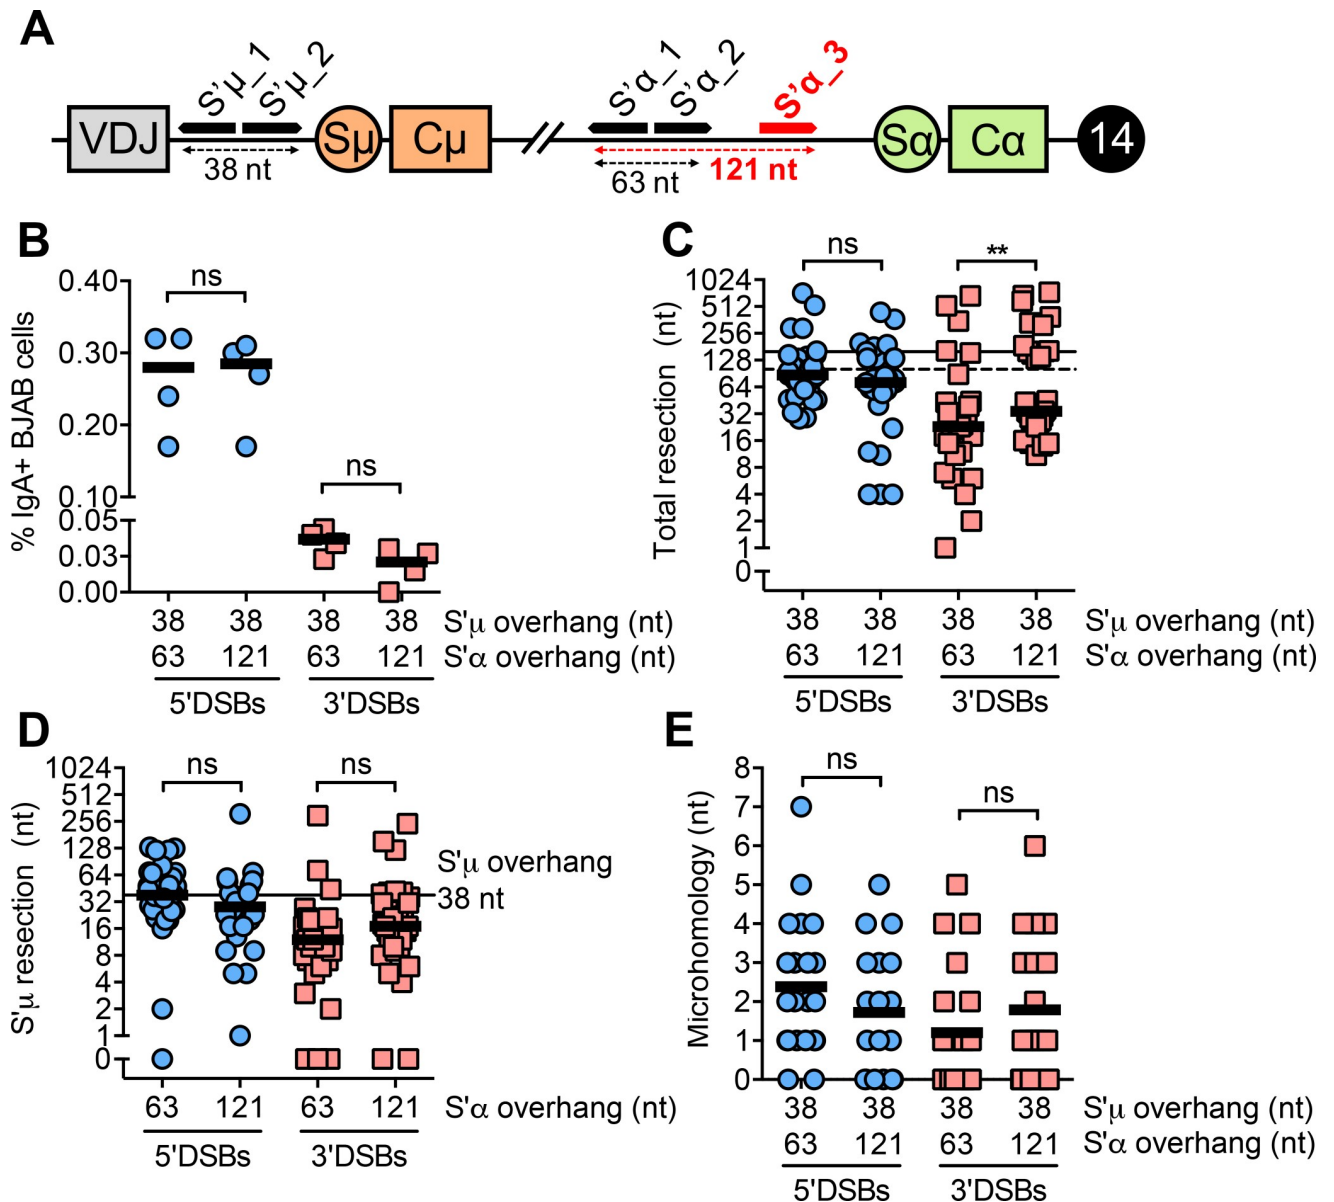 A
S'μ_1
S'μ_2
S'α_1
S'α_2
S'α_3
VDJ
Sμ
Cμ
Sα
Cα
14
38 nt
63 nt
121 nt
B
% IgA+ BJAB cells
0.40
0.30
0.20
0.10
0.05
0.03
0.00
ns
ns
38 38 38 38 S'μ overhang (nt)
63 121 63 121 S'α overhang (nt)
5'DSBs 3'DSBs
C
Total resection (nt)
1024
512
256
128
64
32
16
8
4
2
1
0
ns
**
38 38 38 38 S'μ overhang (nt)
63 121 63 121 S'α overhang (nt)
5'DSBs 3'DSBs
D
S'μ resection (nt)
1024
512
256
128
64
32
16
8
4
2
1
0
ns
ns
S'μ overhang
38 nt
63 121 63 121 S'α overhang (nt)
5'DSBs 3'DSBs
E
Microhomology (nt)
8
7
6
5
4
3
2
1
0
ns
ns
38 38 38 38 S'μ overhang (nt)
63 121 63 121 S'α overhang (nt)
5'DSBs 3'DSBs